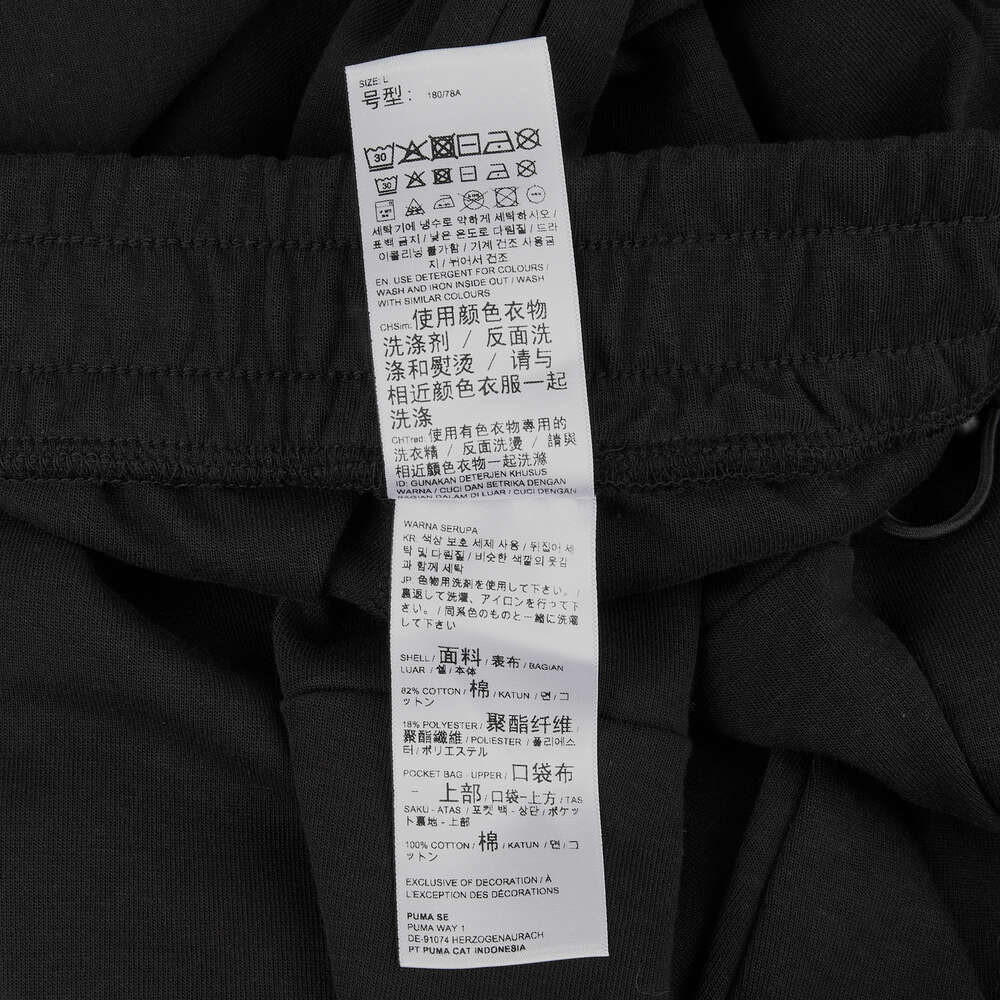 SIZE: L
号型： 180/78A
30
30
세탁기에 냉수로 약하게 세탁하시오 /
표백 금지 / 낮은 온도로 다림질 / 드라
이클리닝 불가함 / 기계 건조 사용금
지 / 뉘어서 건조
EN. USE DETERGENT FOR COLOURS /
WASH AND IRON INSIDE OUT / WASH
WITH SIMILAR COLOURS
CHSim. 使用颜色衣物
洗涤剂 / 反面洗
涤和熨烫 / 请与
相近颜色衣服一起
洗涤
CHTrad 使用有色衣物專用的
洗衣精 / 反面洗燙 / 請與
相近顏色衣物一起洗滌
ID: GUNAKAN DETERJEN KHUSUS
WARNA / CUCI DAN SETRIKA DENGAN
BAGIAN DALAM DI LUAR / CUCI DENGAN
WARNA SERUPA
KR. 색상 보호 세제 사용 / 뒤집어 세
탁 및 다림질 / 비슷한 색깔의 옷감
과 함께 세탁
JP. 色物用洗剤を使用して下さい。/
裏返して洗濯、アイロンを行って下
さい。/ 同系色のものと一緒に洗濯
して下さい
SHELL / 面料 / 表布 / BAGIAN
LUAR / 쉘 / 本体
82% COTTON / 棉 / KATUN / 면 / コ
ットン
18% POLYESTER / 聚酯纤维 /
聚酯纖維 / POLIESTER / 폴리에스
터 / ポリエステル
POCKET BAG - UPPER / 口袋布
- 上部 / 口袋-上方 / TAS
SAKU - ATAS / 포켓 백 - 상단 / ポケッ
ト裏地 - 上部
100% COTTON / 棉 / KATUN / 면 / コ
ットン
EXCLUSIVE OF DECORATION / À
L'EXCEPTION DES DÉCORATIONS
PUMA SE
PUMA WAY 1
DE-91074 HERZOGENAURACH
PT PUMA CAT INDONESIA